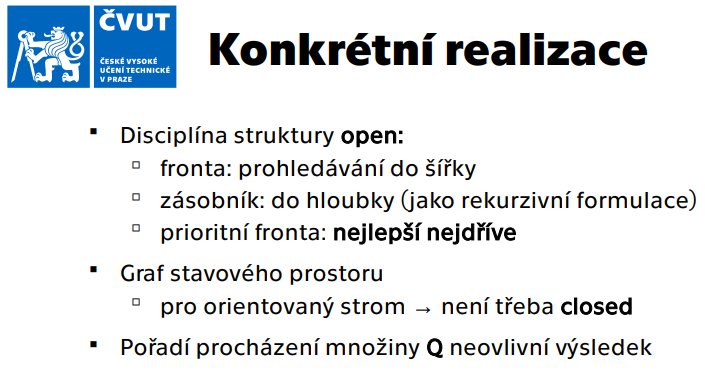 ČVUT
ČESKÉ VYSOKÉ
UČENÍ TECHNICKÉ
V PRAZE
Konkrétní realizace
▪ Disciplína struktury open:
▫ fronta: prohledávání do šířky
▫ zásobník: do hloubky (jako rekurzivní formulace)
▫ prioritní fronta: nejlepší nejdříve
▪ Graf stavového prostoru
▫ pro orientovaný strom → není třeba closed
▪ Pořadí procházení množiny Q neovlivní výsledek